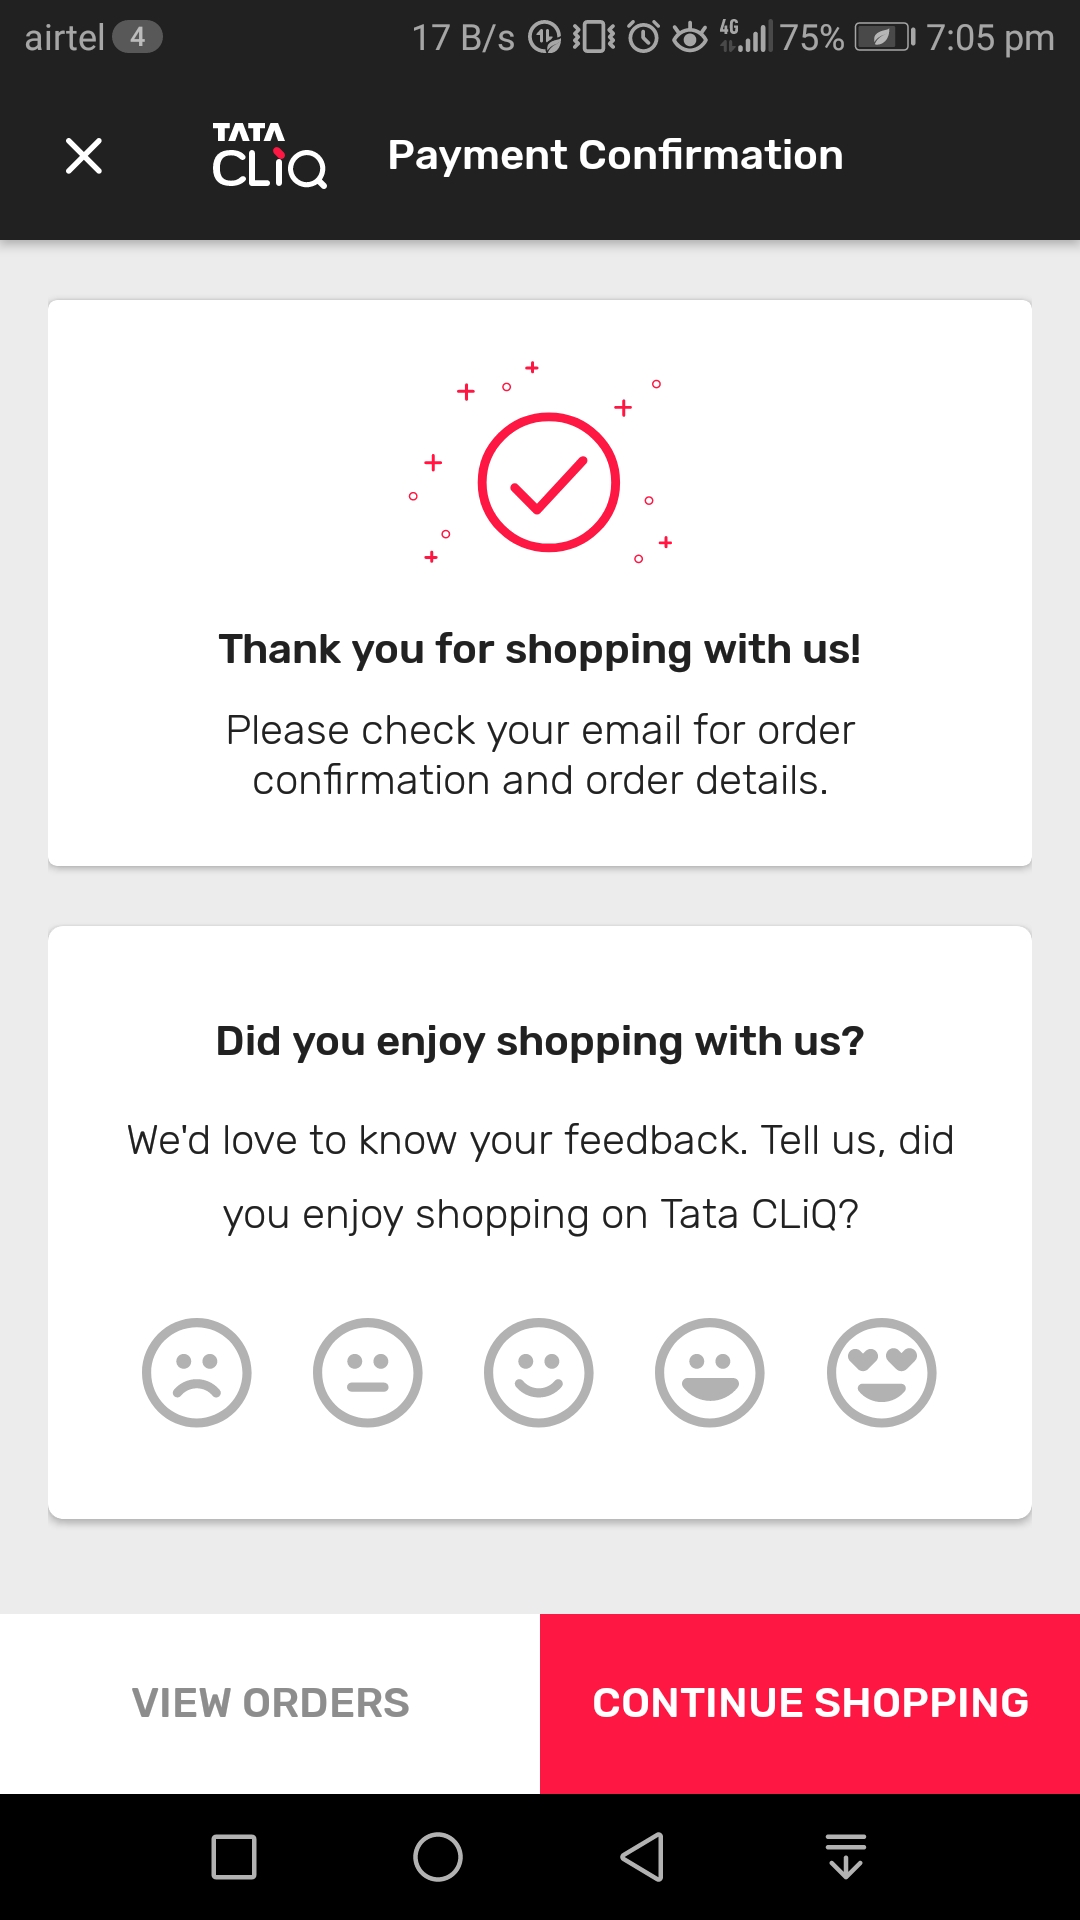 airtel 4 17 B/s 4G 75% 7:05 pm
TATA
CLiQ
Payment Confirmation
Thank you for shopping with us!
Please check your email for order
confirmation and order details.
Did you enjoy shopping with us?
We'd love to know your feedback. Tell us, did
you enjoy shopping on Tata CLiQ?
VIEW ORDERS
CONTINUE SHOPPING